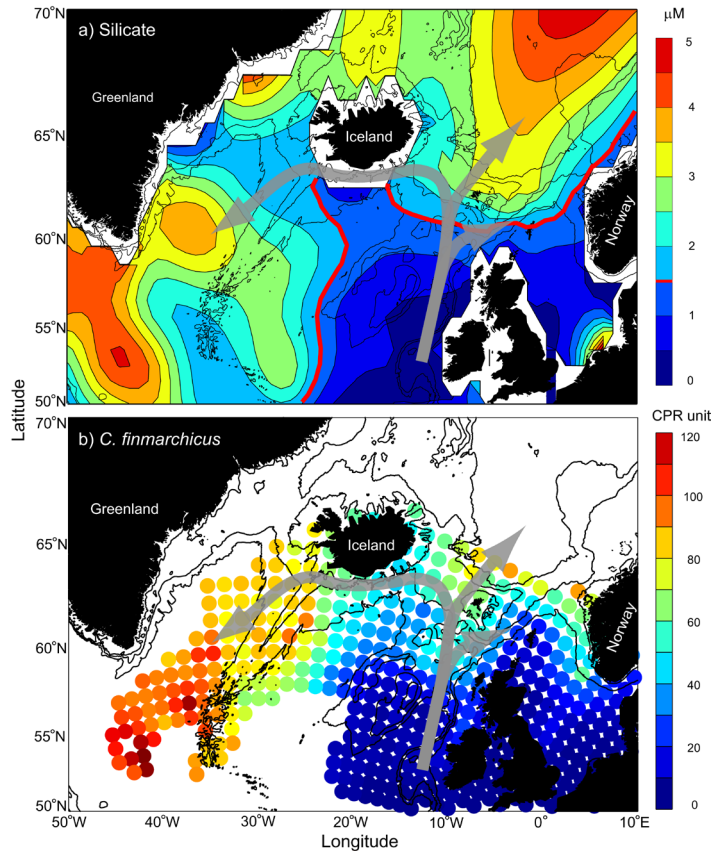 µM
a) Silicate
70°N
65°N
60°N
55°N
50°N
Greenland
Iceland
Norway
5
4
3
2
1
0
Latitude
CPR unit
b) C. finmarchicus
70°N
65°N
60°N
55°N
50°N
Greenland
Iceland
Norway
120
100
80
60
40
20
0
50°W 40°W 30°W 20°W 10°W 0° 10°E
Longitude